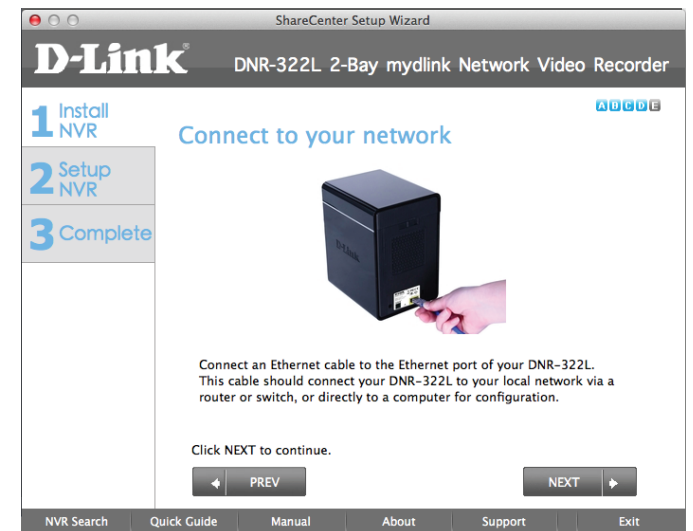 ShareCenter Setup Wizard
D-Link®
DNR-322L 2-Bay mydlink Network Video Recorder
1 Install NVR
2 Setup NVR
3 Complete
A B C D E
Connect to your network
D-Link
Connect an Ethernet cable to the Ethernet port of your DNR-322L.
This cable should connect your DNR-322L to your local network via a
router or switch, or directly to a computer for configuration.
Click NEXT to continue.
PREV
NEXT
NVR Search Quick Guide Manual About Support Exit